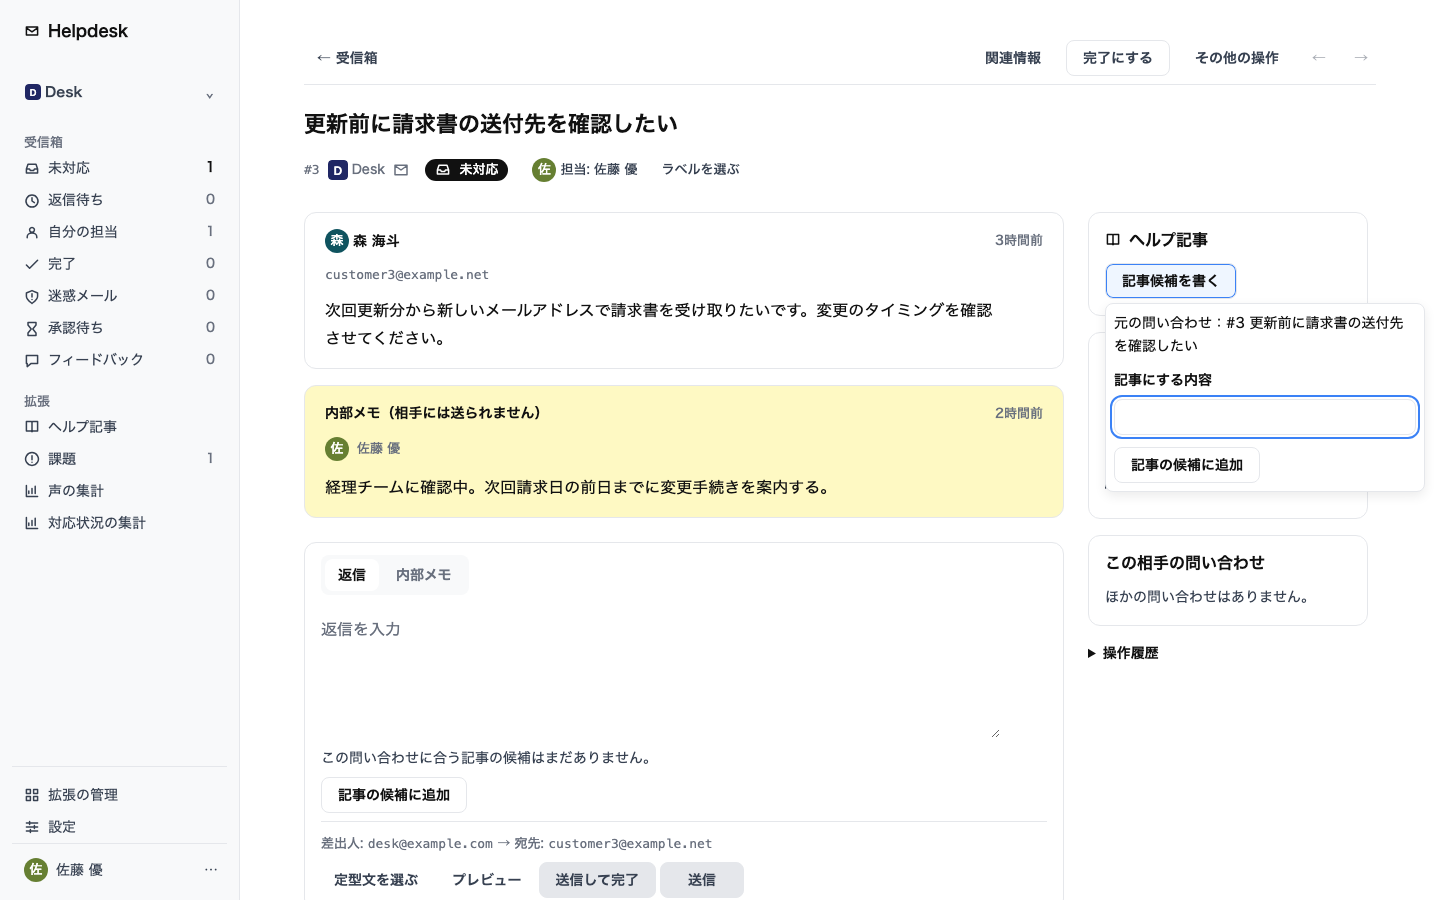 Helpdesk
D Desk
受信箱
未対応 1
返信待ち 0
自分の担当 1
完了 0
迷惑メール 0
承認待ち 0
フィードバック 0
拡張
ヘルプ記事
課題 1
声の集計
対応状況の集計
拡張の管理
設定
佐 佐藤 優 …
← 受信箱
関連情報 完了にする その他の操作 ← →
更新前に請求書の送付先を確認したい
#3 D Desk 未対応 佐 担当: 佐藤 優 ラベルを選ぶ
森 森 海斗 3時間前
customer3@example.net
次回更新分から新しいメールアドレスで請求書を受け取りたいです。変更のタイミングを確認
させてください。
内部メモ（相手には送られません） 2時間前
佐 佐藤 優
経理チームに確認中。次回請求日の前日までに変更手続きを案内する。
返信 内部メモ
返信を入力
この問い合わせに合う記事の候補はまだありません。
記事の候補に追加
差出人: desk@example.com → 宛先: customer3@example.net
定型文を選ぶ プレビュー 送信して完了 送信
ヘルプ記事
記事候補を書く
元の問い合わせ：#3 更新前に請求書の送付先
を確認したい
記事にする内容
記事の候補に追加
この相手の問い合わせ
ほかの問い合わせはありません。
▶ 操作履歴